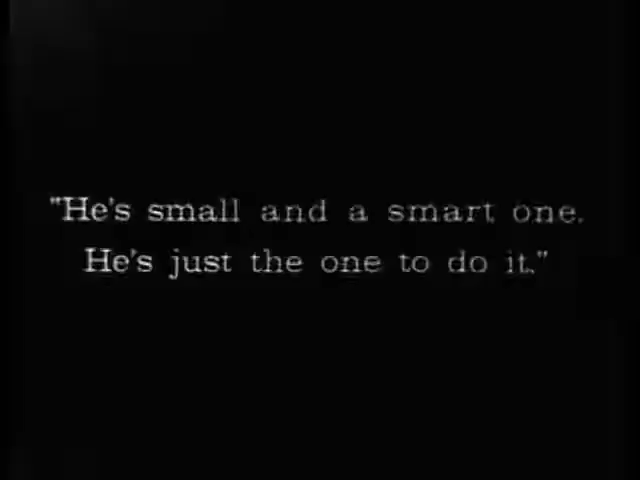 "He's small and a smart one.
He's just the one to do it."